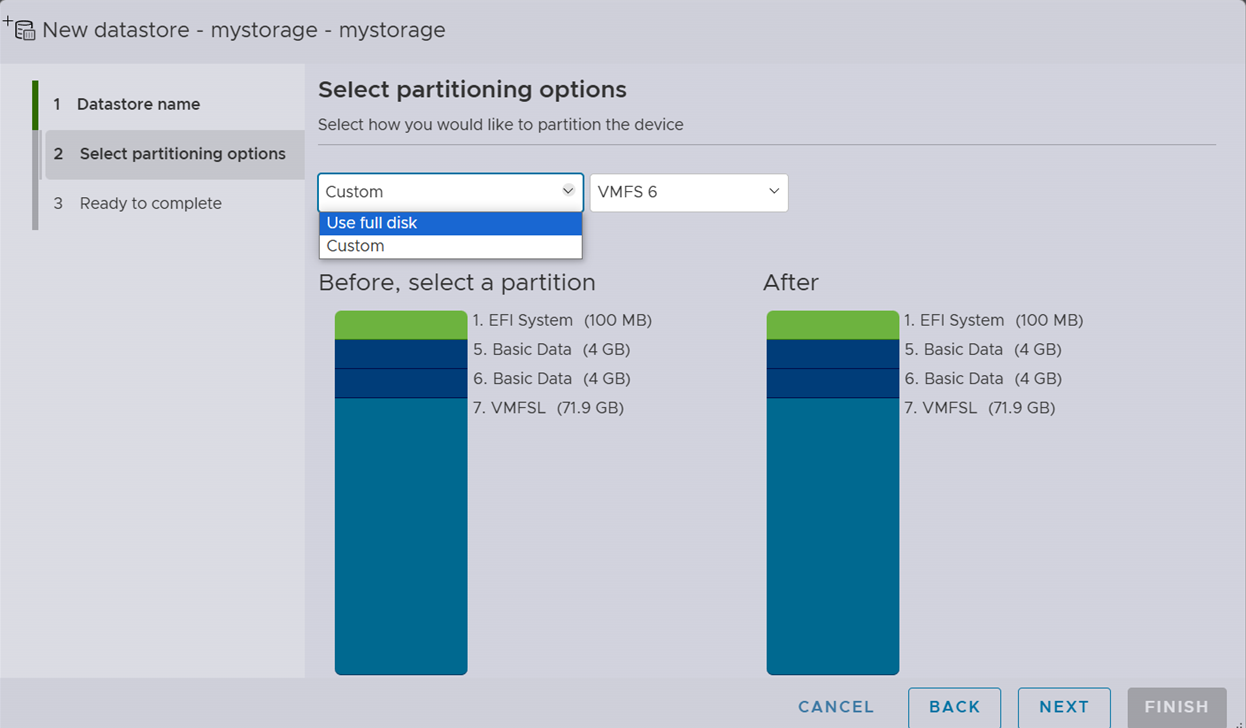 New datastore - mystorage - mystorage
1 Datastore name
2 Select partitioning options
3 Ready to complete
Select partitioning options
Select how you would like to partition the device
Custom
VMFS 6
Use full disk
Custom
Before, select a partition
1. EFI System (100 MB)
5. Basic Data (4 GB)
6. Basic Data (4 GB)
7. VMFSL (71.9 GB)
After
1. EFI System (100 MB)
5. Basic Data (4 GB)
6. Basic Data (4 GB)
7. VMFSL (71.9 GB)
CANCEL
BACK
NEXT
FINISH